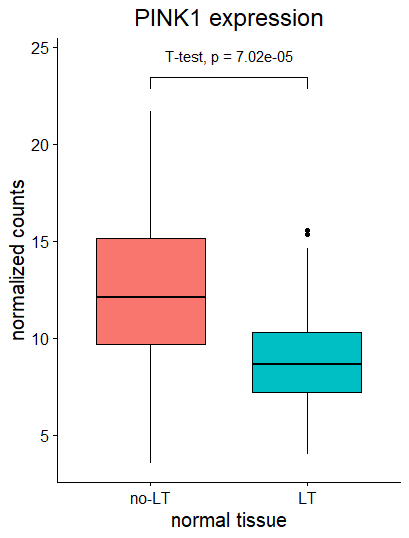 PINK1 expression
T-test, p = 7.02e-05
normalized counts
25
20
15
10
5
no-LT
LT
normal tissue